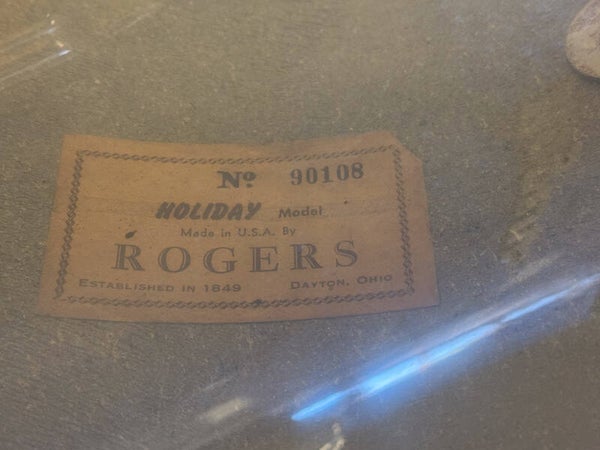 Nº 90108
HOLIDAY Model
Made in U.S.A. By
ROGERS
ESTABLISHED IN 1849 DAYTON, OHIO